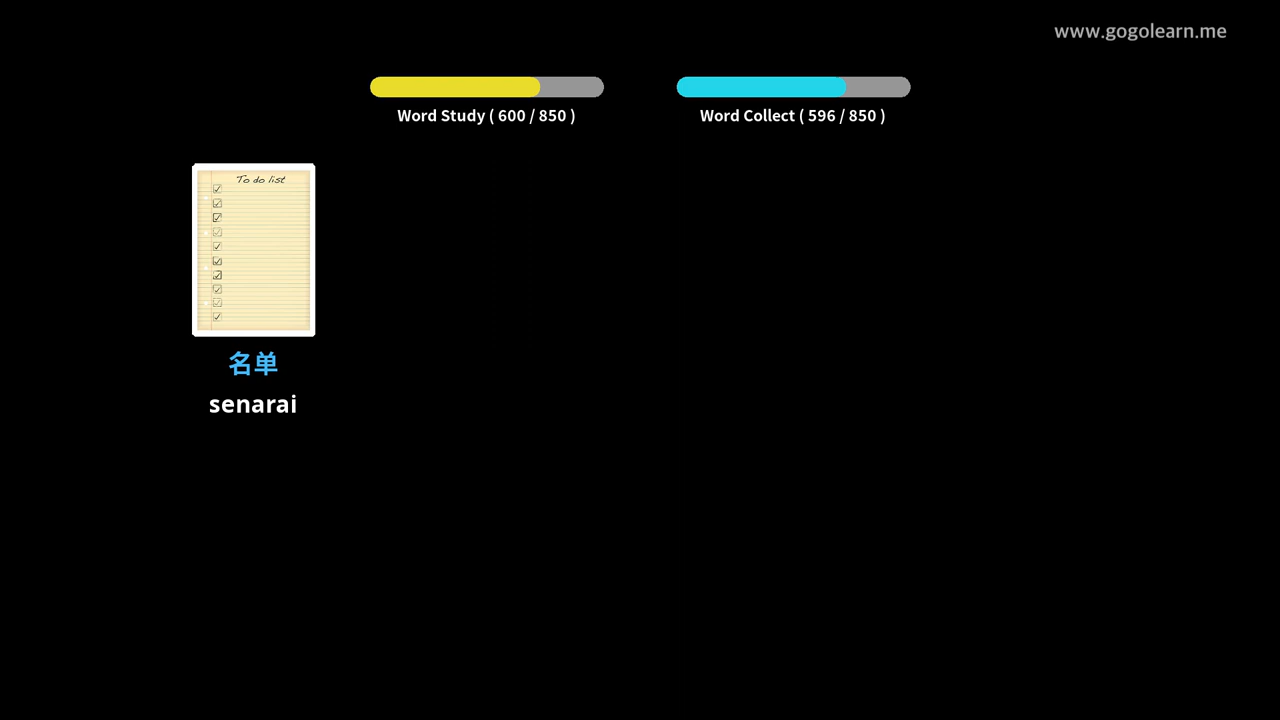 www.gogolearn.me
Word Study ( 600 / 850 )
Word Collect ( 596 / 850 )
To do list
名单
senarai